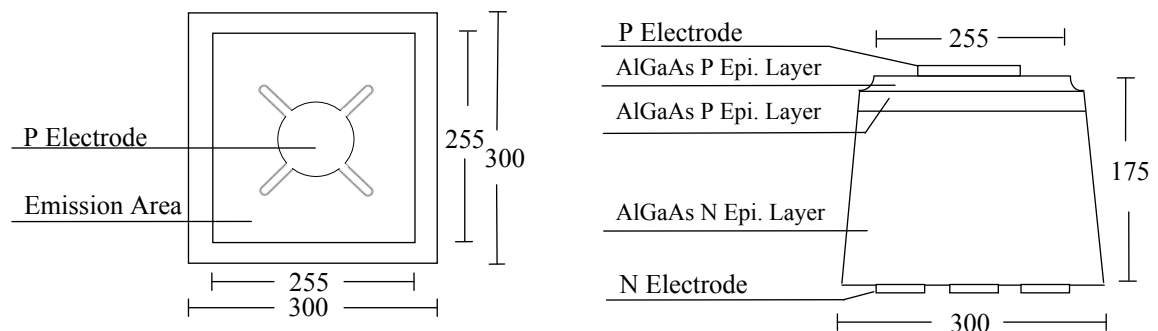 P Electrode
Emission Area
255
300
255
300
P Electrode
AlGaAs P Epi. Layer
AlGaAs P Epi. Layer
AlGaAs N Epi. Layer
N Electrode
255
175
300